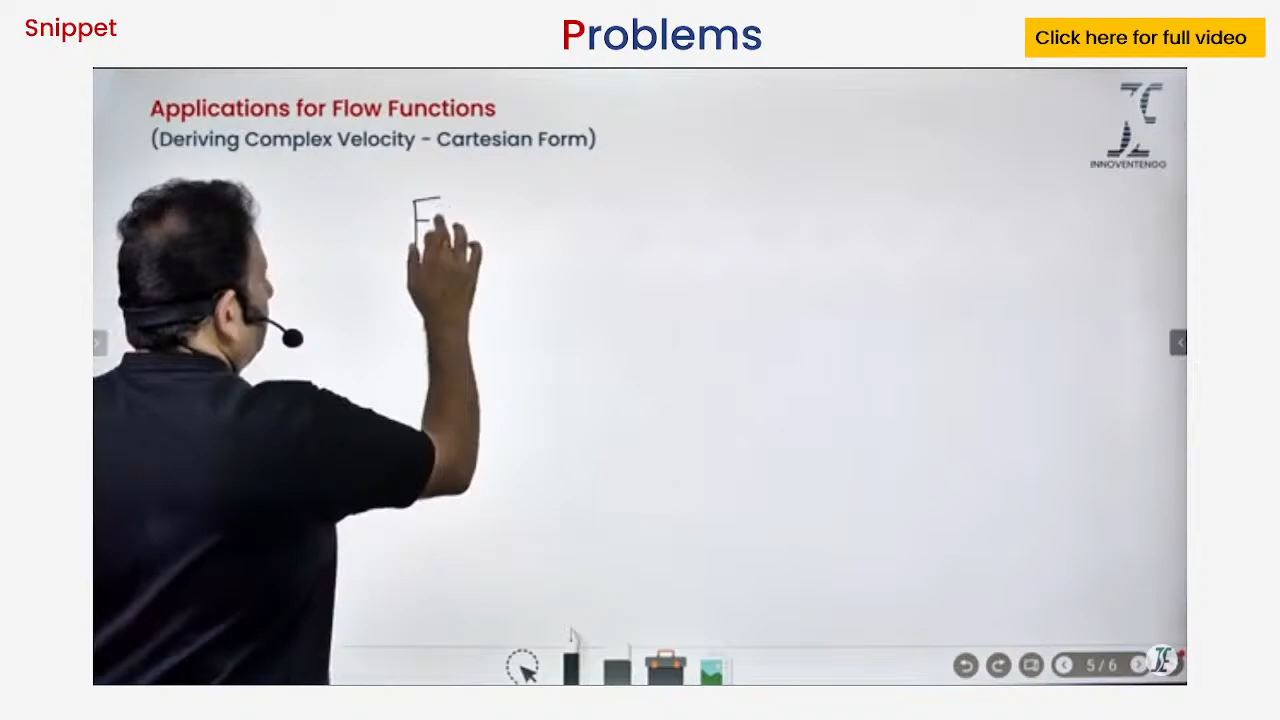 Snippet
Problems
Click here for full video
Applications for Flow Functions
(Deriving Complex Velocity - Cartesian Form)
INNOVENTENGG
F
5 / 6